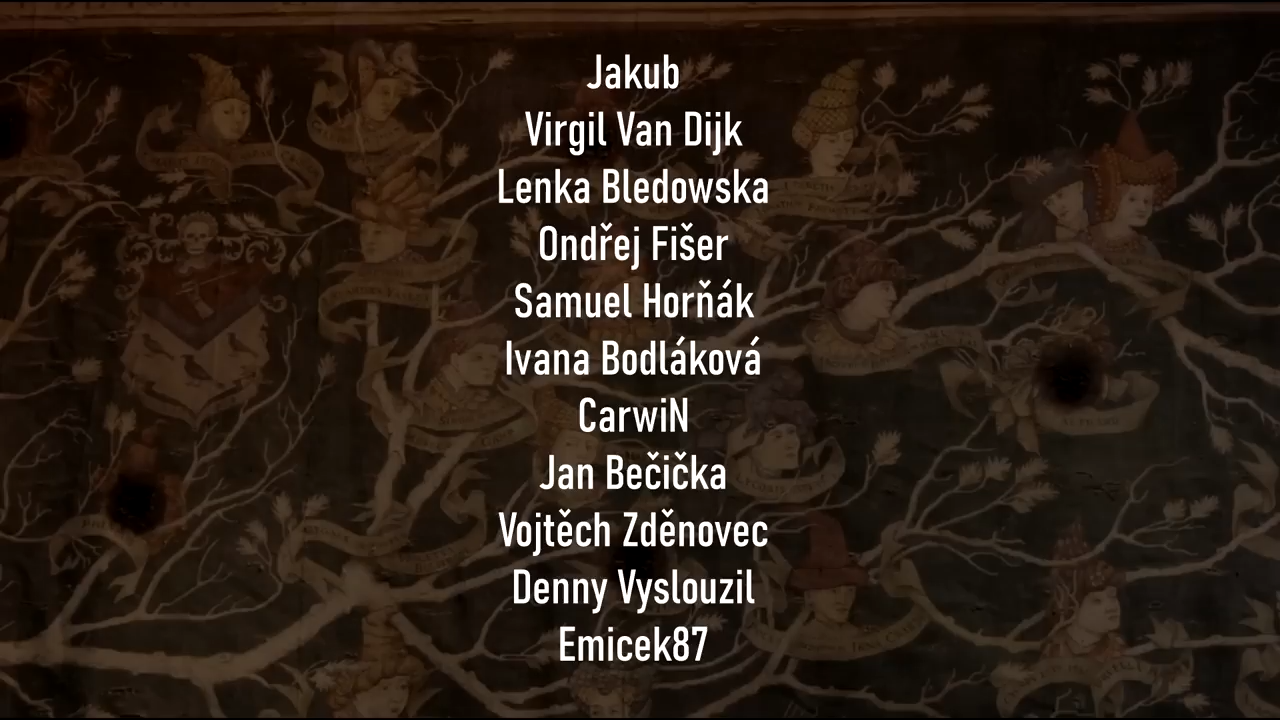 Jakub
Virgil Van Dijk
Lenka Bledowska
Ondřej Fišer
Samuel Horňák
Ivana Bodláková
CarwiN
Jan Bečička
Vojtěch Zděnovec
Denny Vyslouzil
Emicek87